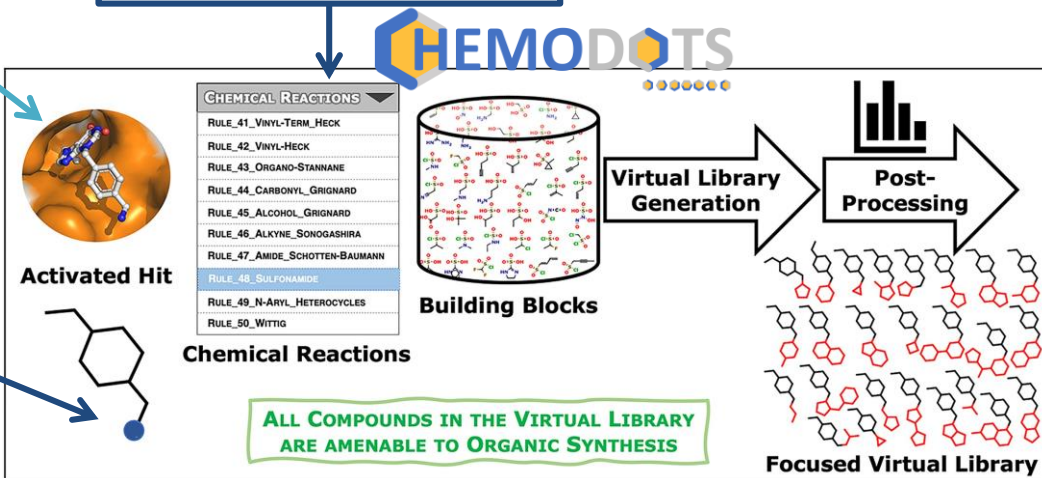 CHEMODOTS
CHEMICAL REACTIONS
RULE_41_VINYL-TERM_HECK
RULE_42_VINYL-HECK
RULE_43_ORGANO-STANNANE
RULE_44_CARBONYL_GRIGNARD
RULE_45_ALCOHOL_GRIGNARD
RULE_46_ALKYNE_SONOGASHIRA
RULE_47_AMIDE_SCHOTTEN-BAUMANN
RULE_48_SULFONAMIDE
RULE_49_N-ARYL_HETEROCYCLES
RULE_50_WITTIG
Chemical Reactions
Activated Hit
Building Blocks
Virtual Library
Generation
Post-
Processing
ALL COMPOUNDS IN THE VIRTUAL LIBRARY
ARE AMENABLE TO ORGANIC SYNTHESIS
Focused Virtual Library